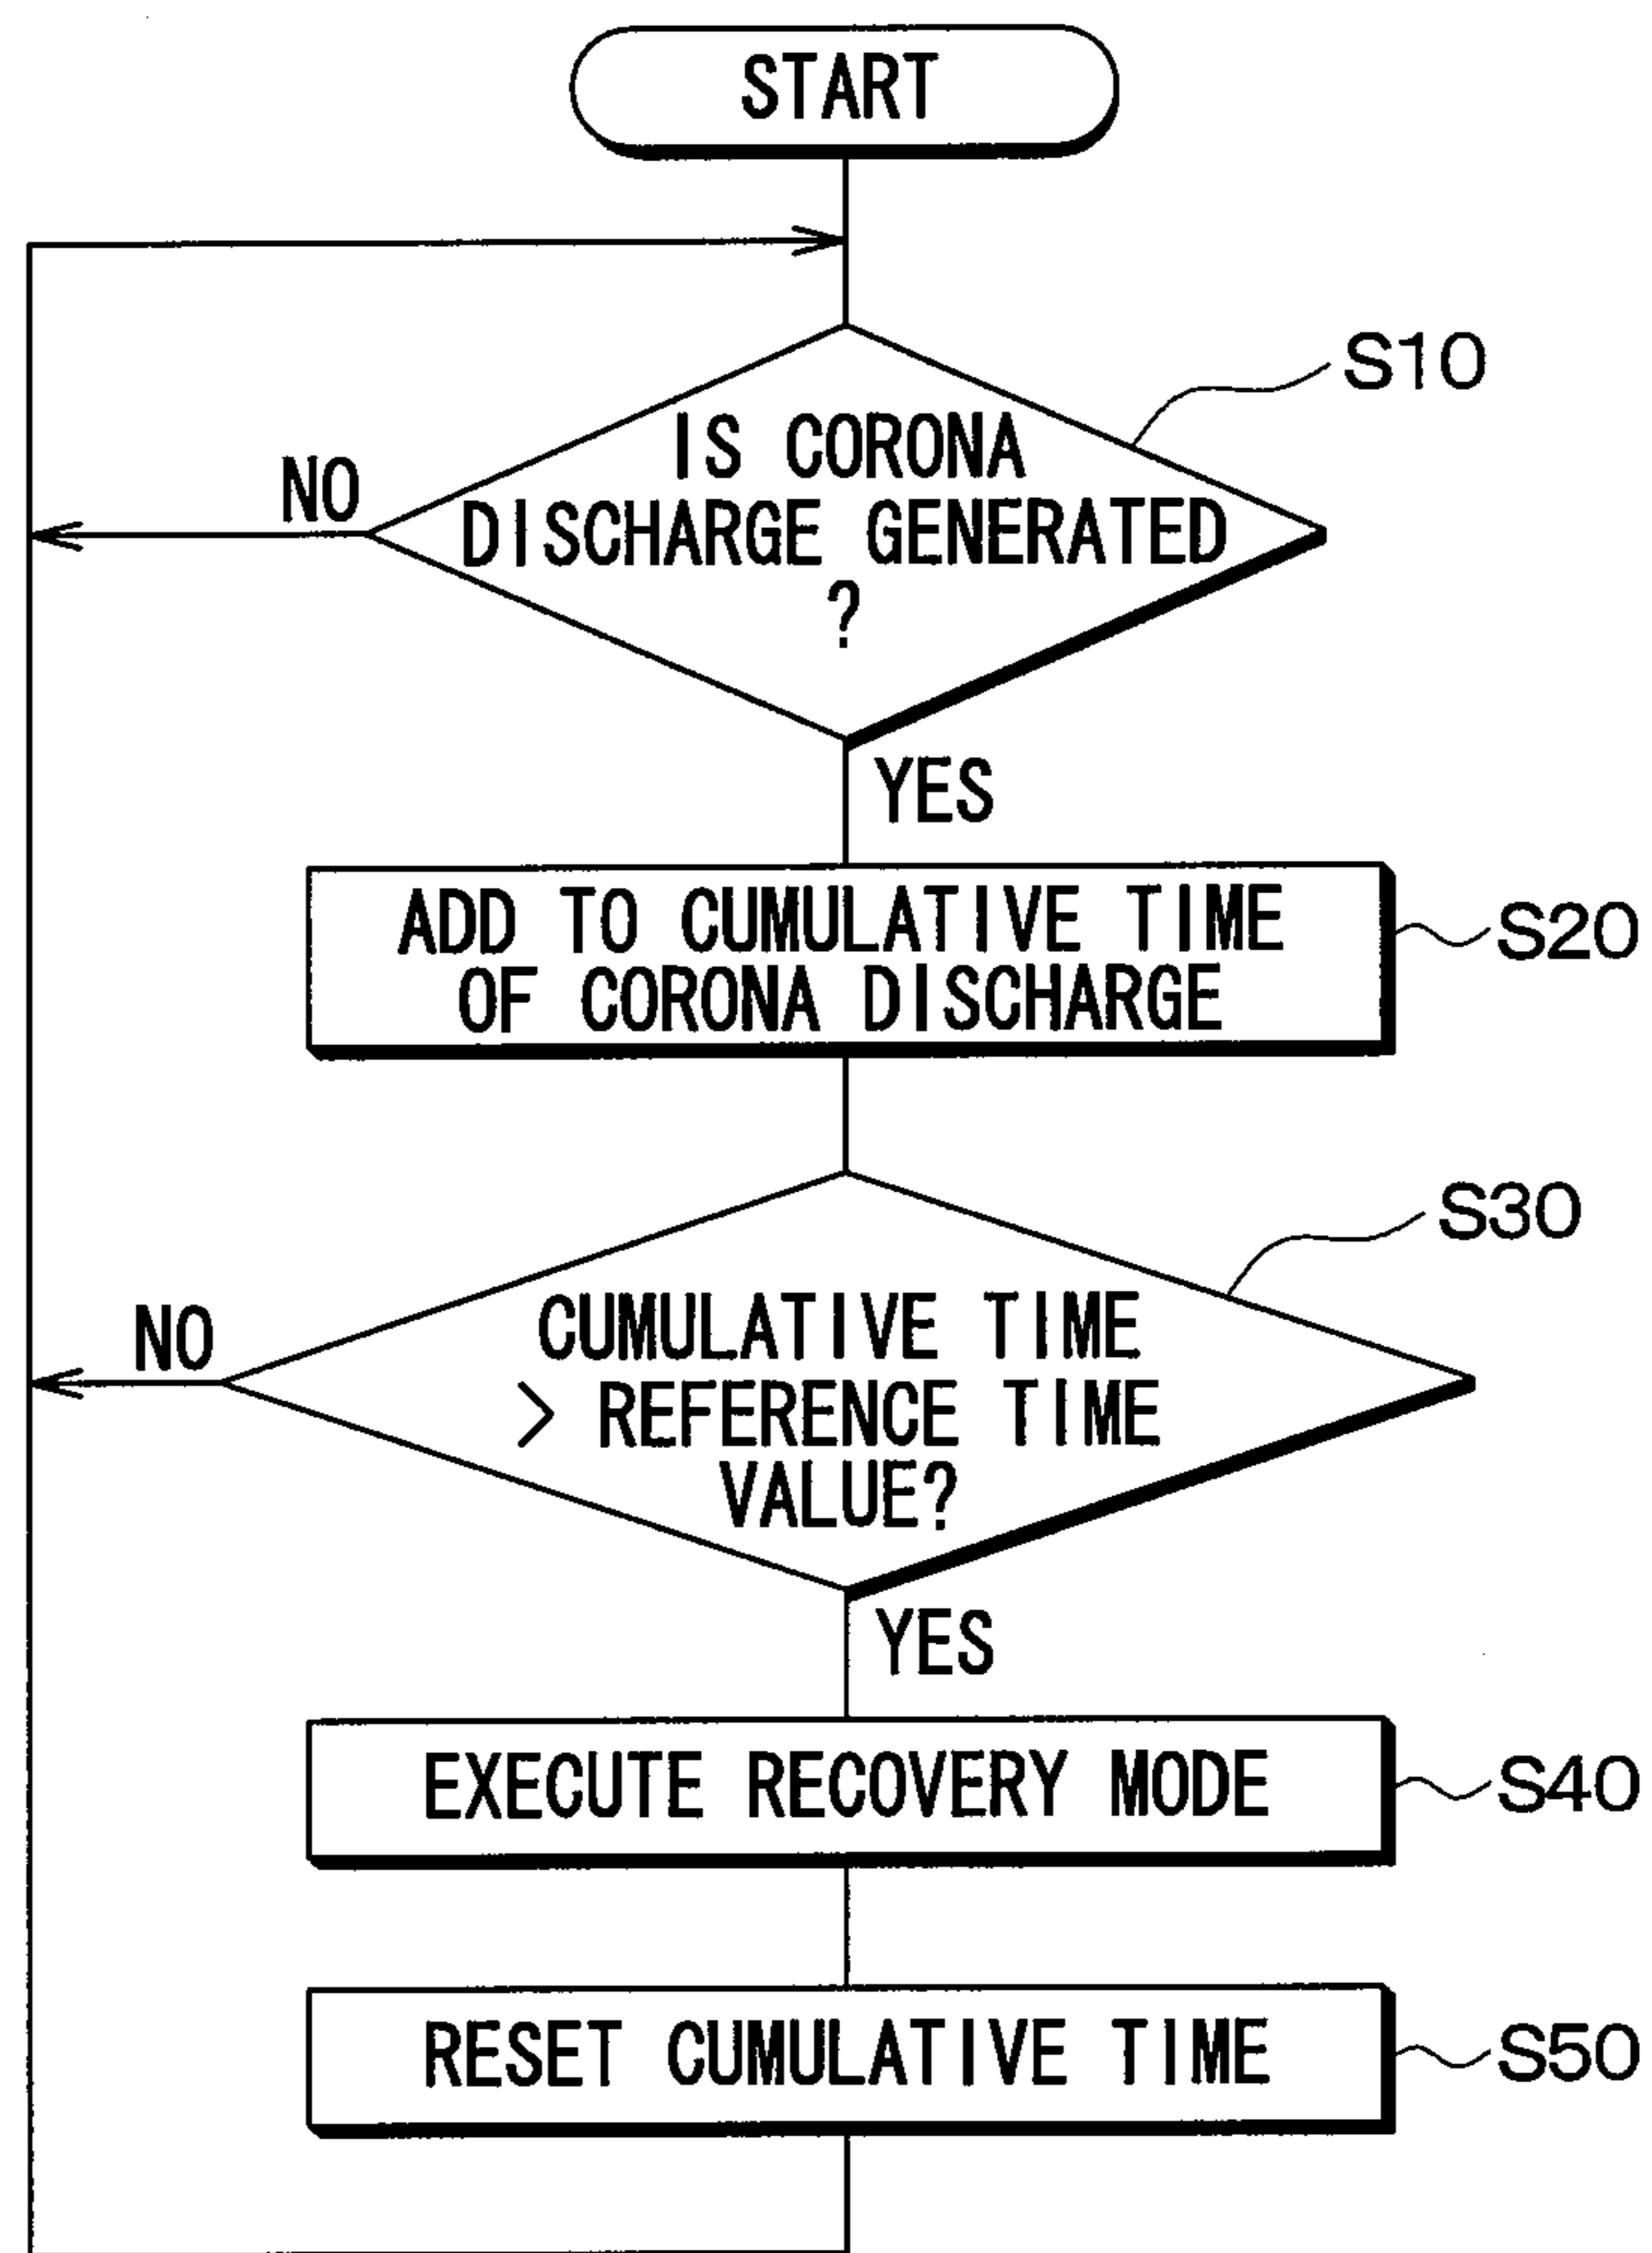 START
S10
IS CORONA
DISCHARGE GENERATED
?
NO
YES
ADD TO CUMULATIVE TIME
OF CORONA DISCHARGE
S20
S30
CUMULATIVE TIME
> REFERENCE TIME
VALUE?
NO
YES
EXECUTE RECOVERY MODE
S40
RESET CUMULATIVE TIME
S50